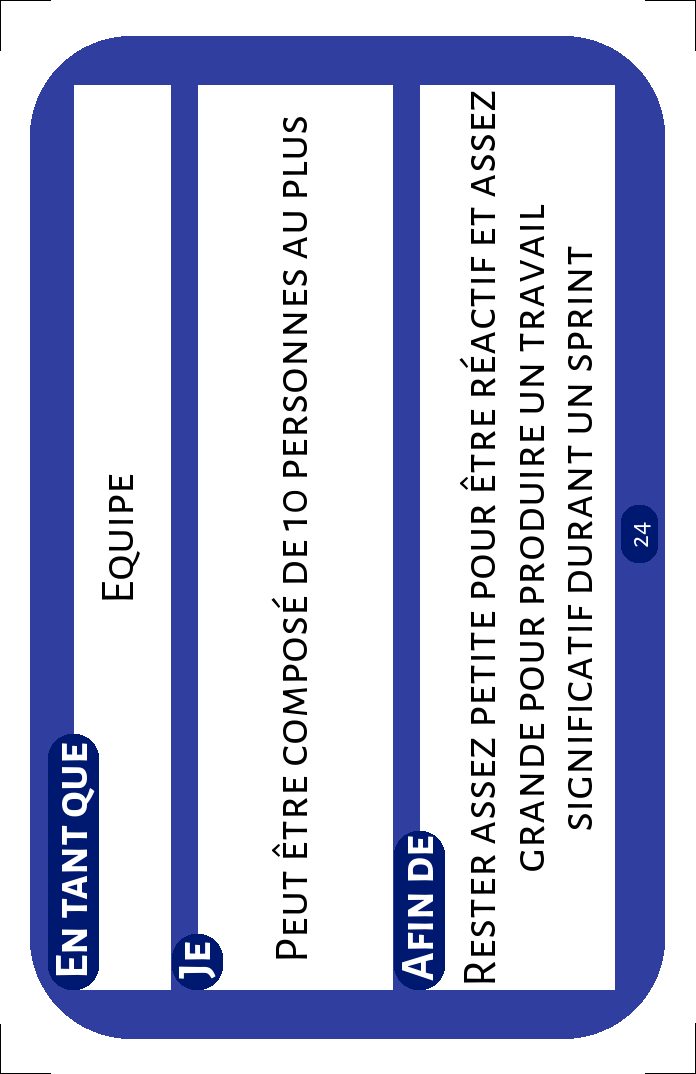 EN TANT QUE
EQUIPE
JE
PEUT ÊTRE COMPOSÉ DE 10 PERSONNES AU PLUS
AFIN DE
RESTER ASSEZ PETITE POUR ÊTRE RÉACTIF ET ASSEZ
GRANDE POUR PRODUIRE UN TRAVAIL
SIGNIFICATIF DURANT UN SPRINT
24